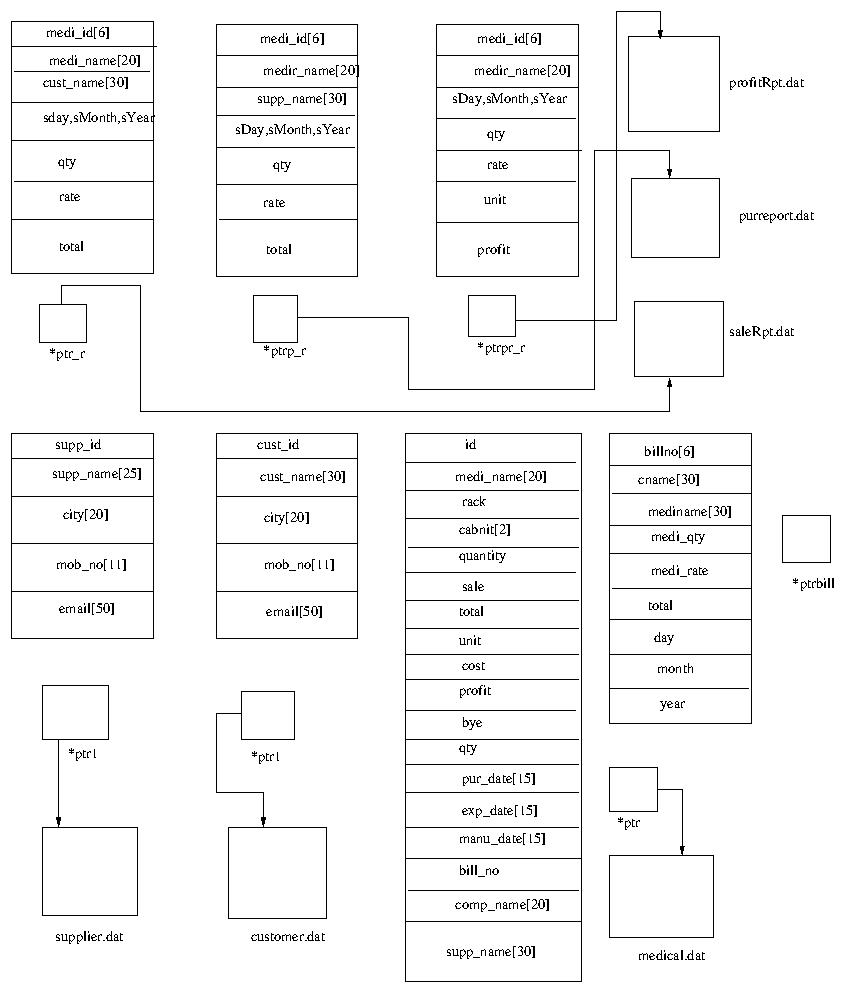 medi_id[6]
medi_name[20]
cust_name[30]
sday,sMonth,sYear
qty
rate
total
*ptr_r
medi_id[6]
medir_name[20]
supp_name[30]
sDay,sMonth,sYear
qty
rate
total
*ptrp_r
medi_id[6]
medir_name[20]
sDay,sMonth,sYear
qty
rate
unit
profit
*ptrpr_r
profitRpt.dat
purreport.dat
saleRpt.dat
supp_id
supp_name[25]
city[20]
mob_no[11]
email[50]
*ptr1
supplier.dat
cust_id
cust_name[30]
city[20]
mob_no[11]
email[50]
*ptr1
customer.dat
id
medi_name[20]
rack
cabnit[2]
quantity
sale
total
unit
cost
profit
bye
qty
pur_date[15]
exp_date[15]
manu_date[15]
bill_no
comp_name[20]
supp_name[30]
billno[6]
cname[30]
mediname[30]
medi_qty
medi_rate
total
day
month
year
*ptrbill
*ptr
medical.dat